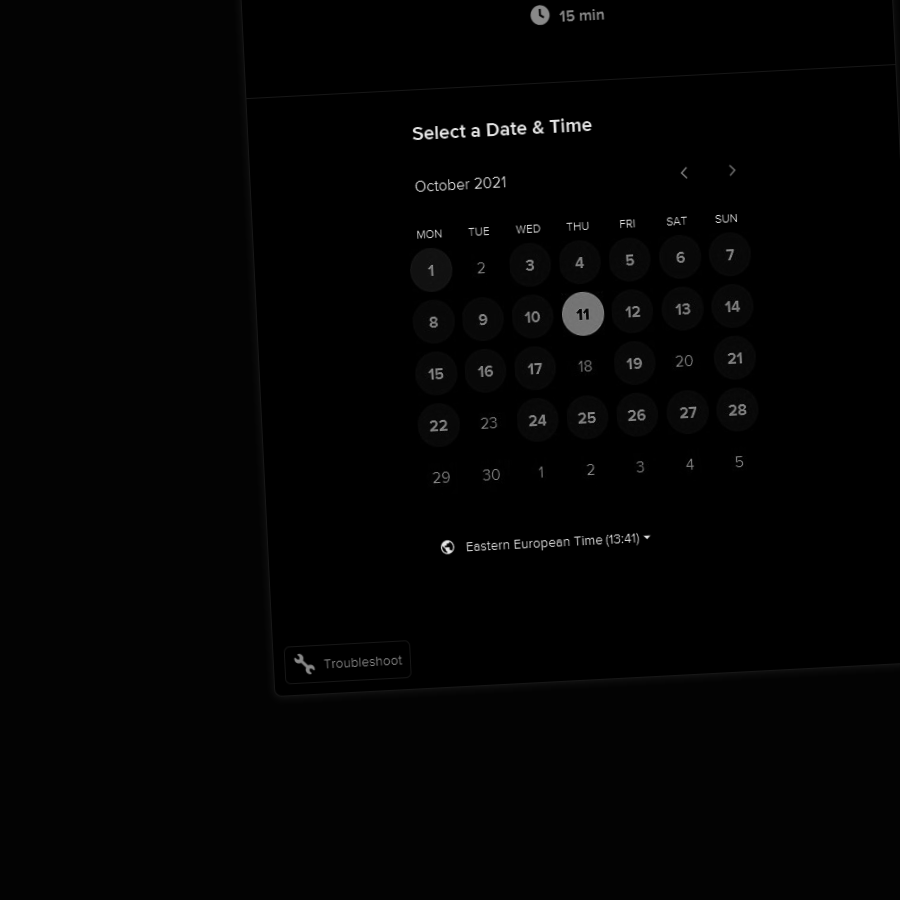 15 min
Select a Date & Time
October 2021
MON TUE WED THU FRI SAT SUN
1 2 3 4 5 6 7
8 9 10 11 12 13 14
15 16 17 18 19 20 21
22 23 24 25 26 27 28
29 30 1 2 3 4 5
Eastern European Time (13:41)
Troubleshoot